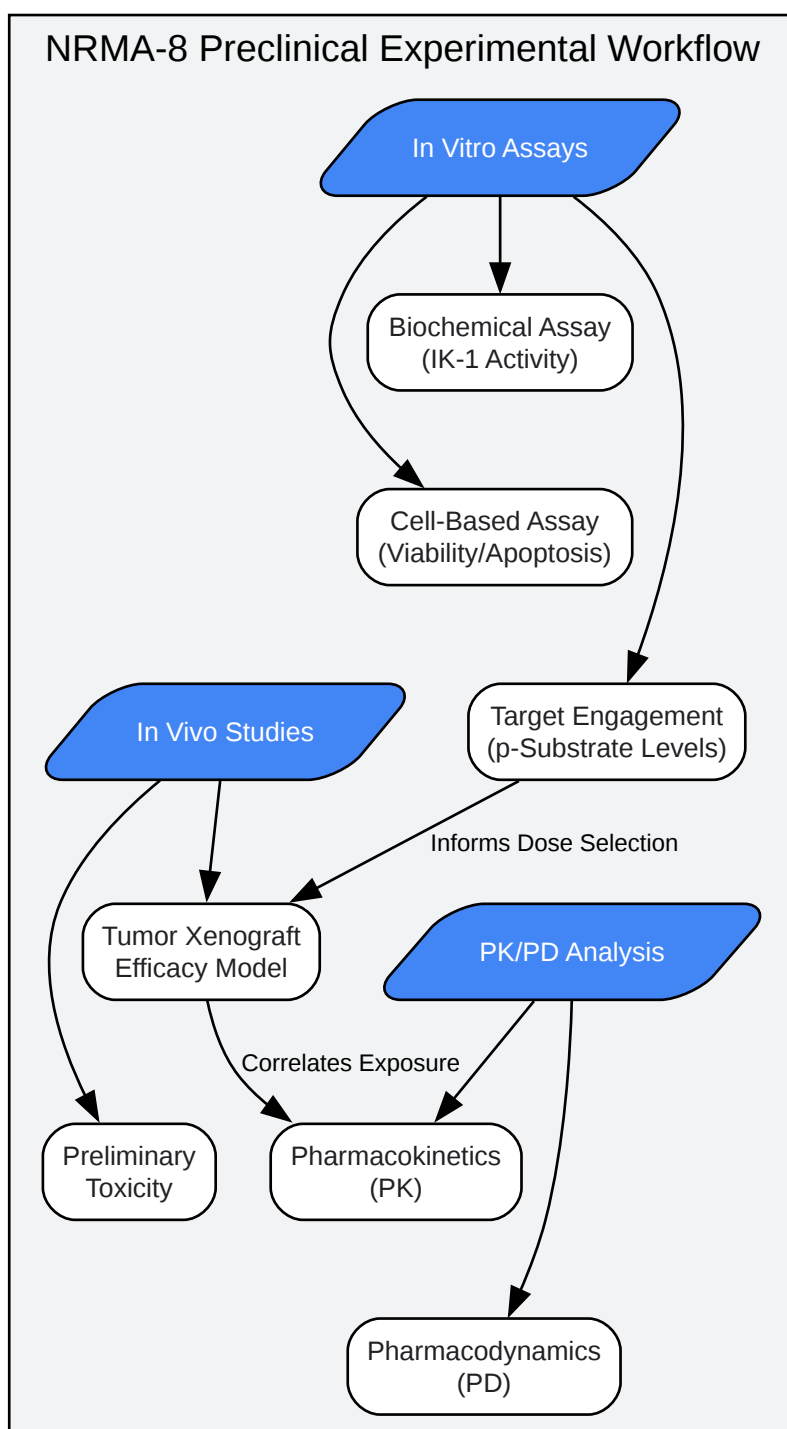 NRMA-8 Preclinical Experimental Workflow
In Vitro Assays
Biochemical Assay
(IK-1 Activity)
Cell-Based Assay
(Viability/Apoptosis)
In Vivo Studies
Target Engagement
(p-Substrate Levels)
Informs Dose Selection
Tumor Xenograft
Efficacy Model
PK/PD Analysis
Correlates Exposure
Preliminary
Toxicity
Pharmacokinetics
(PK)
Pharmacodynamics
(PD)